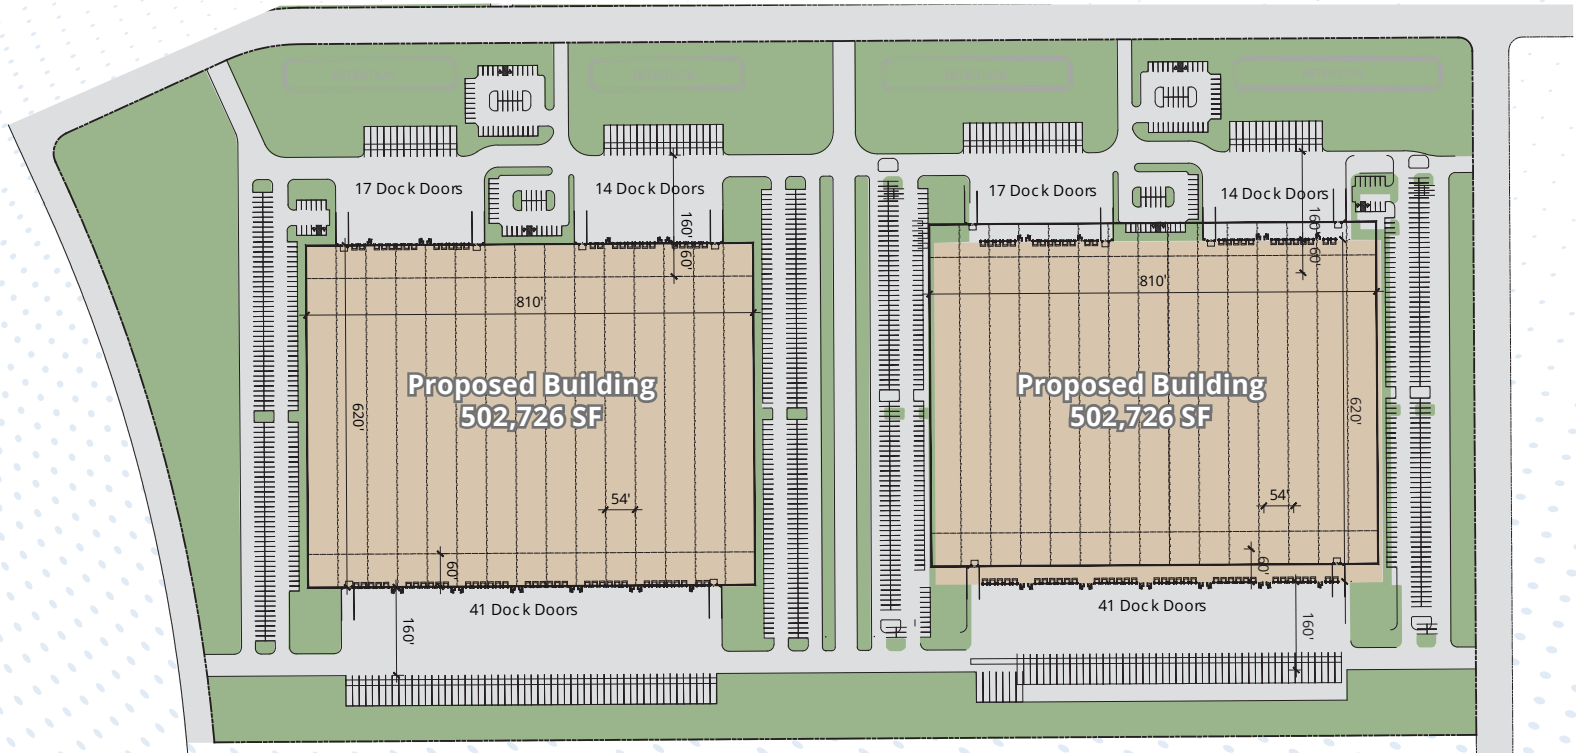 17 Dock Doors
14 Dock Doors
17 Dock Doors
14 Dock Doors
160'
60'
160'
60'
810'
810'
Proposed Building
502,726 SF
Proposed Building
502,726 SF
620'
620'
54'
54'
60'
60'
41 Dock Doors
41 Dock Doors
160'
160'